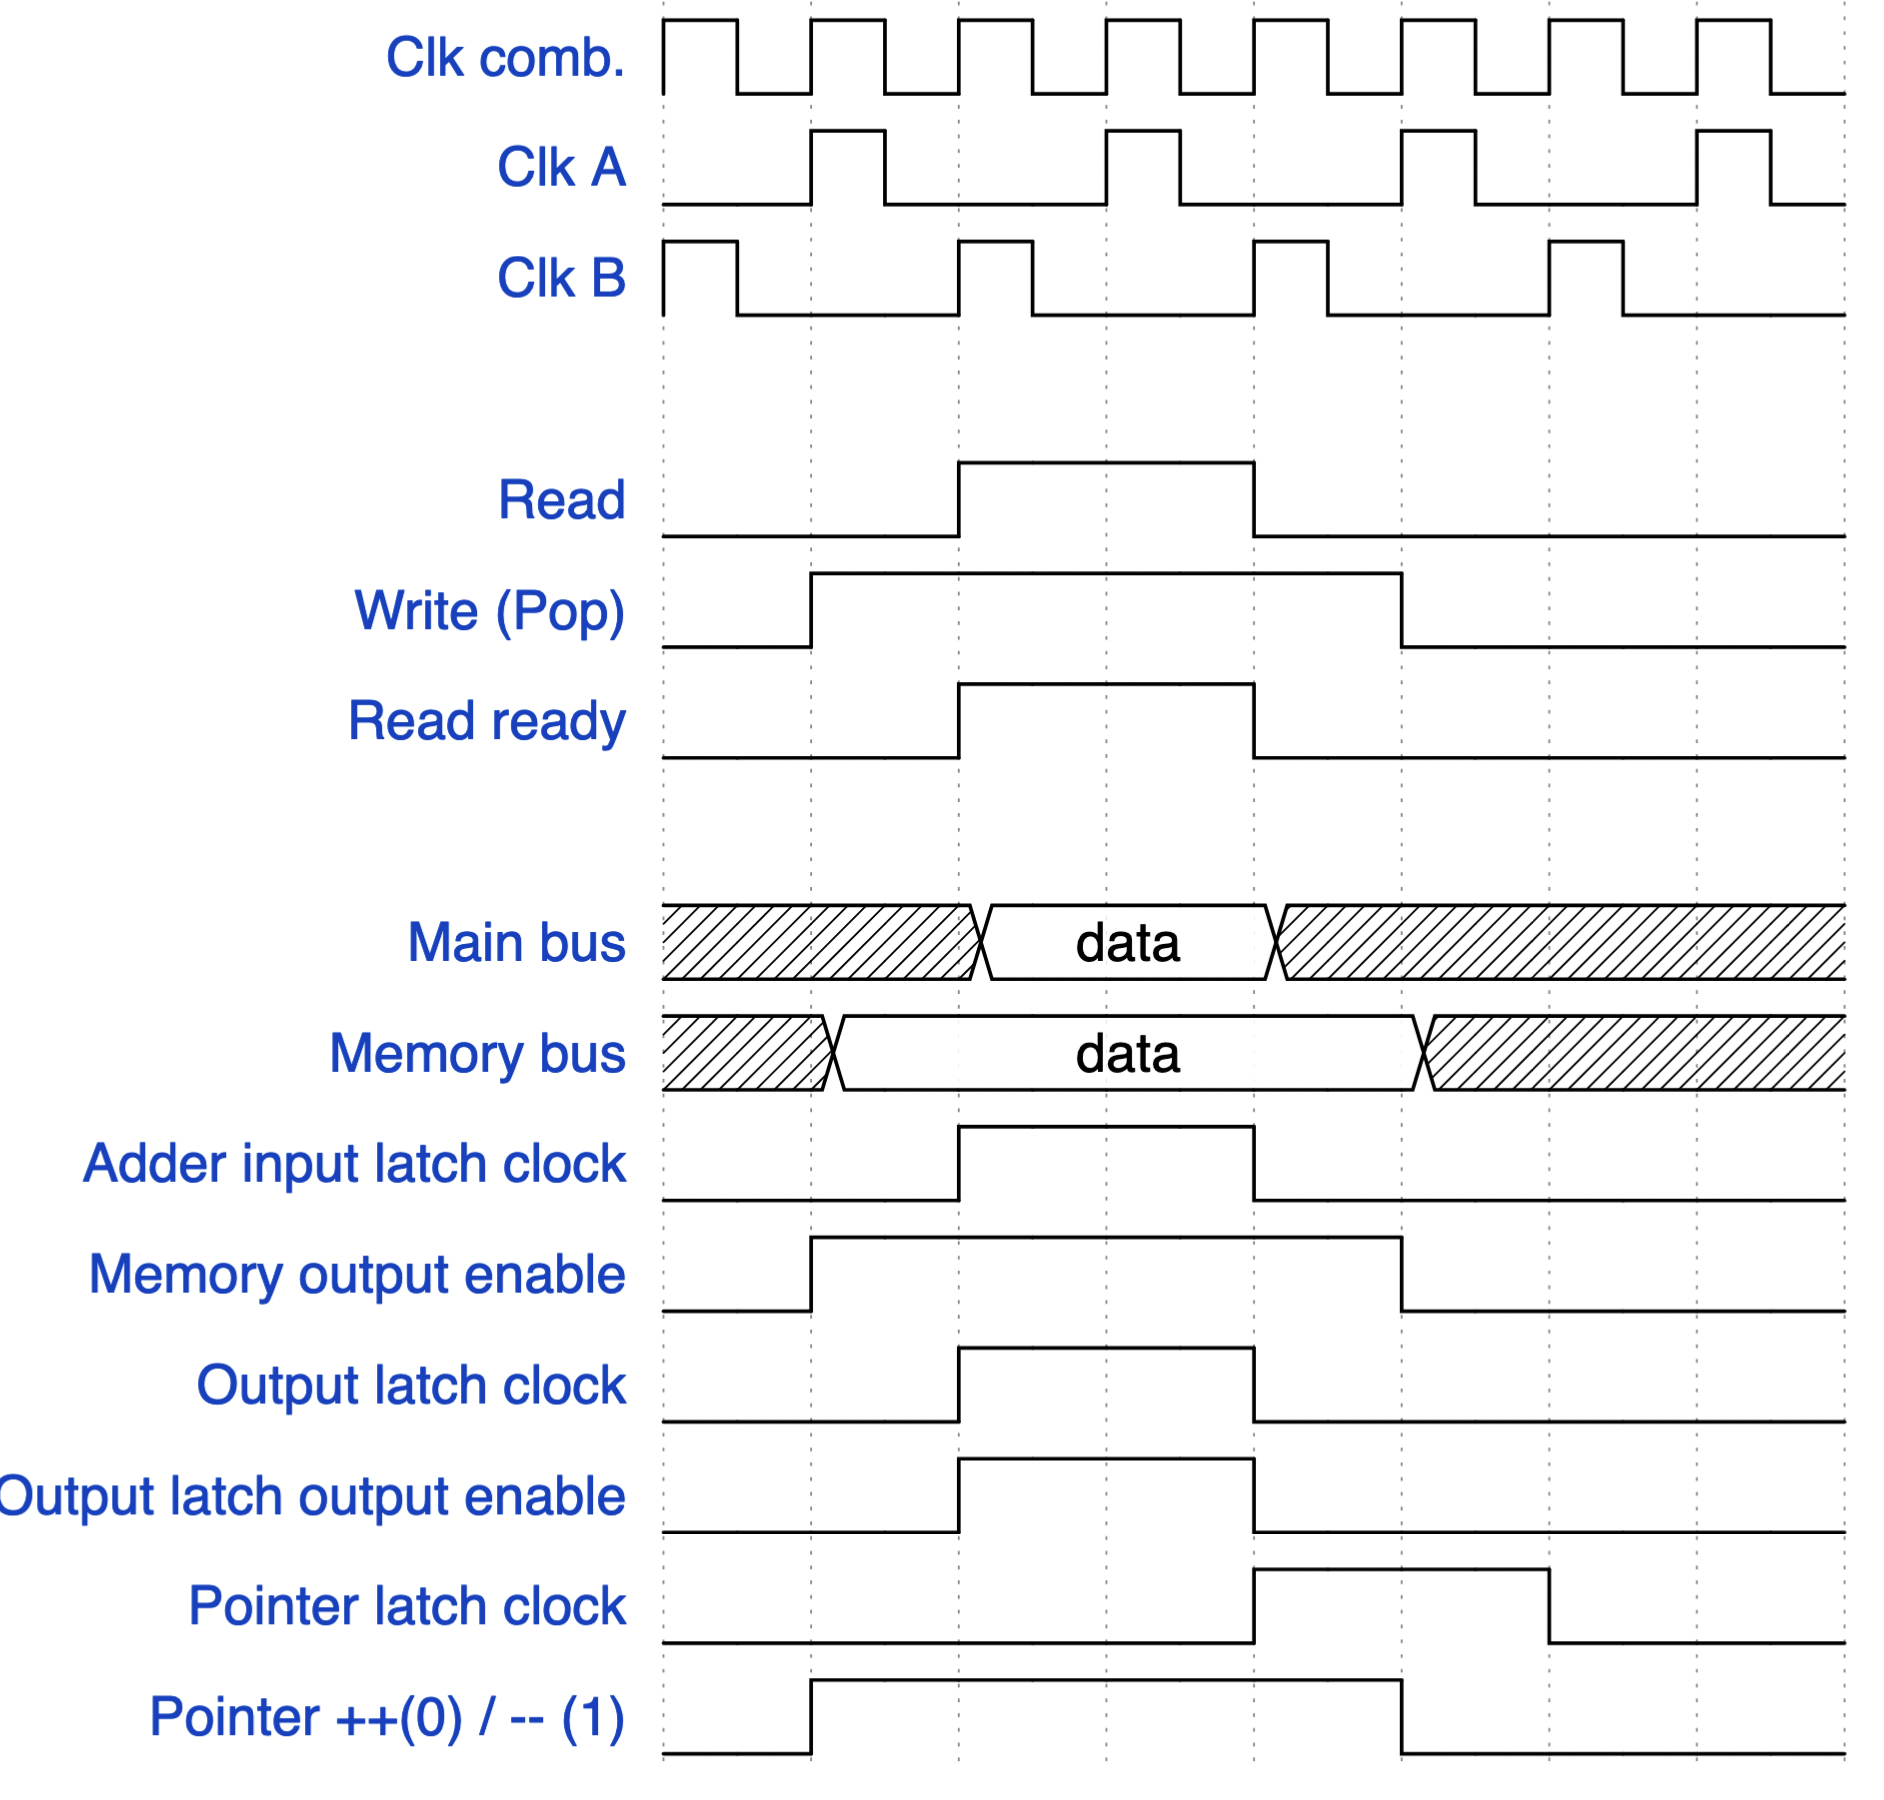 Clk comb.
Clk A
Clk B
Read
Write (Pop)
Read ready
Main bus data
Memory bus data
Adder input latch clock
Memory output enable
Output latch clock
Output latch output enable
Pointer latch clock
Pointer ++(0) / -- (1)